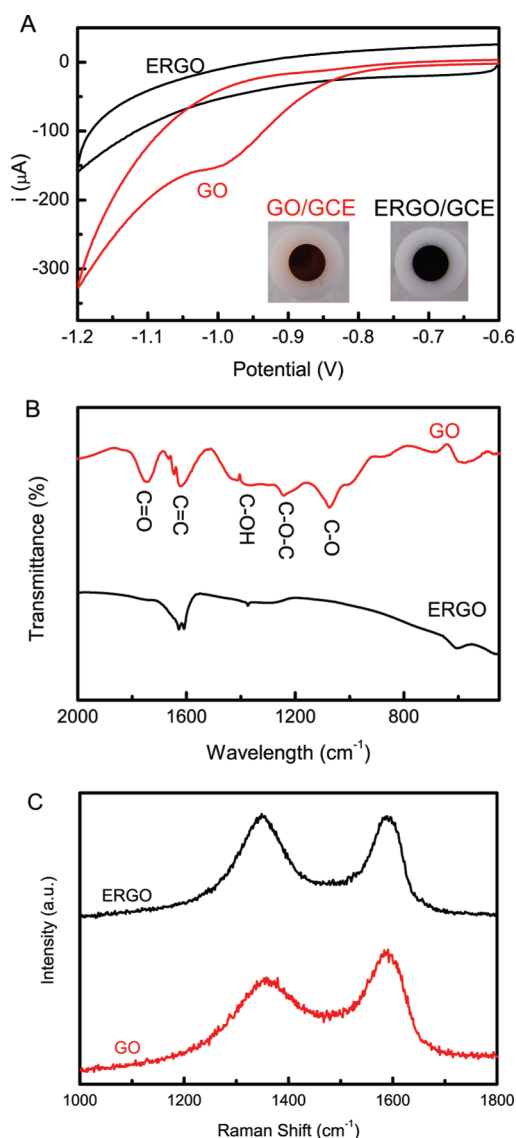 A
ERGO
GO
GO/GCE ERGO/GCE
0
-100
-200
-300
i (μA)
-1.2 -1.1 -1.0 -0.9 -0.8 -0.7 -0.6
Potential (V)
B
GO
C=O
C=C
C-OH
C-O-C
C-O
ERGO
Transmittance (%)
2000 1600 1200 800
Wavelength (cm⁻¹)
C
ERGO
GO
Intensity (a.u.)
1000 1200 1400 1600 1800
Raman Shift (cm⁻¹)